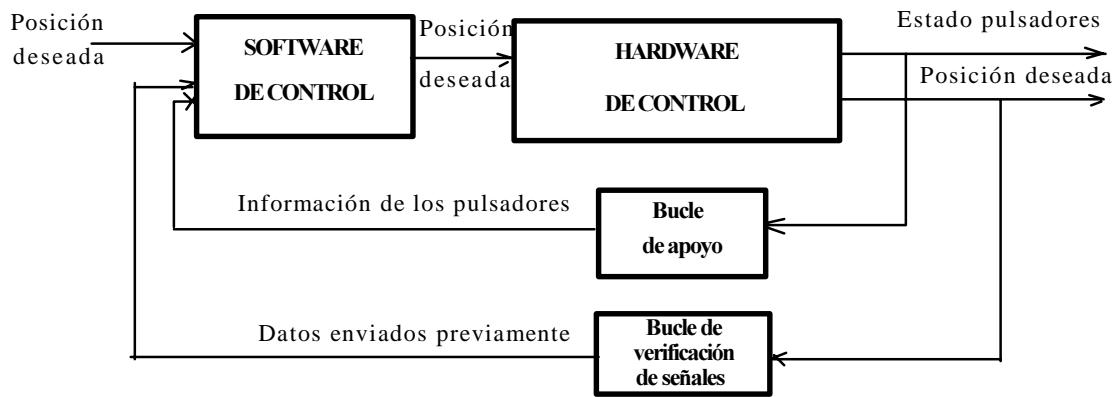 Posición
deseada
SOFTWARE
DE CONTROL
Posición
deseada
HARDWARE
DE CONTROL
Estado pulsadores
Posición deseada
Información de los pulsadores
Bucle
de apoyo
Datos enviados previamente
Bucle de
verificación
de señales